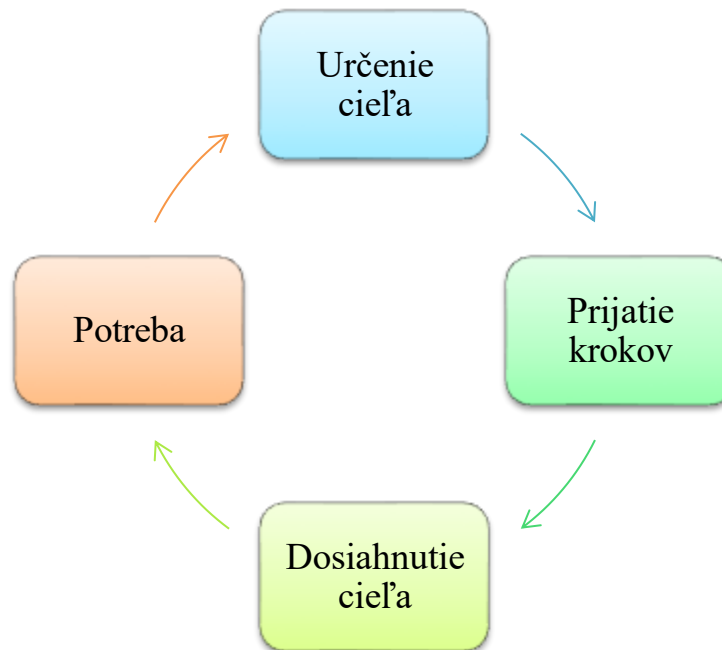 Určenie
cieľa
Potreba
Prijatie
krokov
Dosiahnutie
cieľa